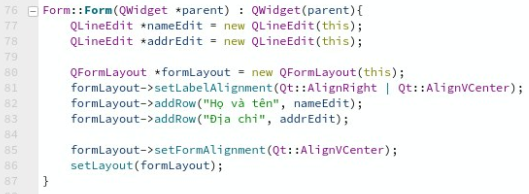 76 Form::Form(QWidget *parent) : QWidget(parent){
77 QLineEdit *nameEdit = new QLineEdit(this);
78 QLineEdit *addrEdit = new QLineEdit(this);
79
80 QFormLayout *formLayout = new QFormLayout(this);
81 formLayout->setLabelAlignment(Qt::AlignRight | Qt::AlignVCenter);
82 formLayout->addRow("Họ và tên", nameEdit);
83 formLayout->addRow("Địa chỉ", addrEdit);
84
85 formLayout->setFormAlignment(Qt::AlignVCenter);
86 setLayout(formLayout);
87 }